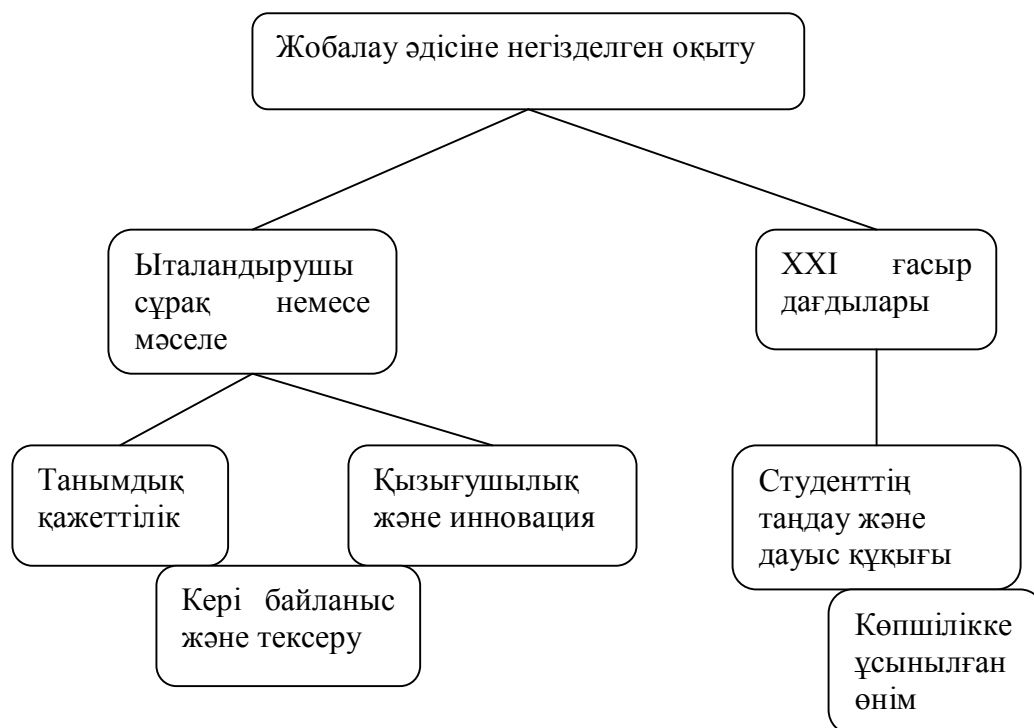 Жобалау әдісіне негізделген оқыту
Ыталандырушы
сұрақ немесе
мәселе
ХХІ ғасыр
дағдылары
Танымдық
қажеттілік
Қызығушылық
және инновация
Студенттің
таңдау және
дауыс құқығы
Кері байланыс
және тексеру
Көпшілікке
ұсынылған
өнім